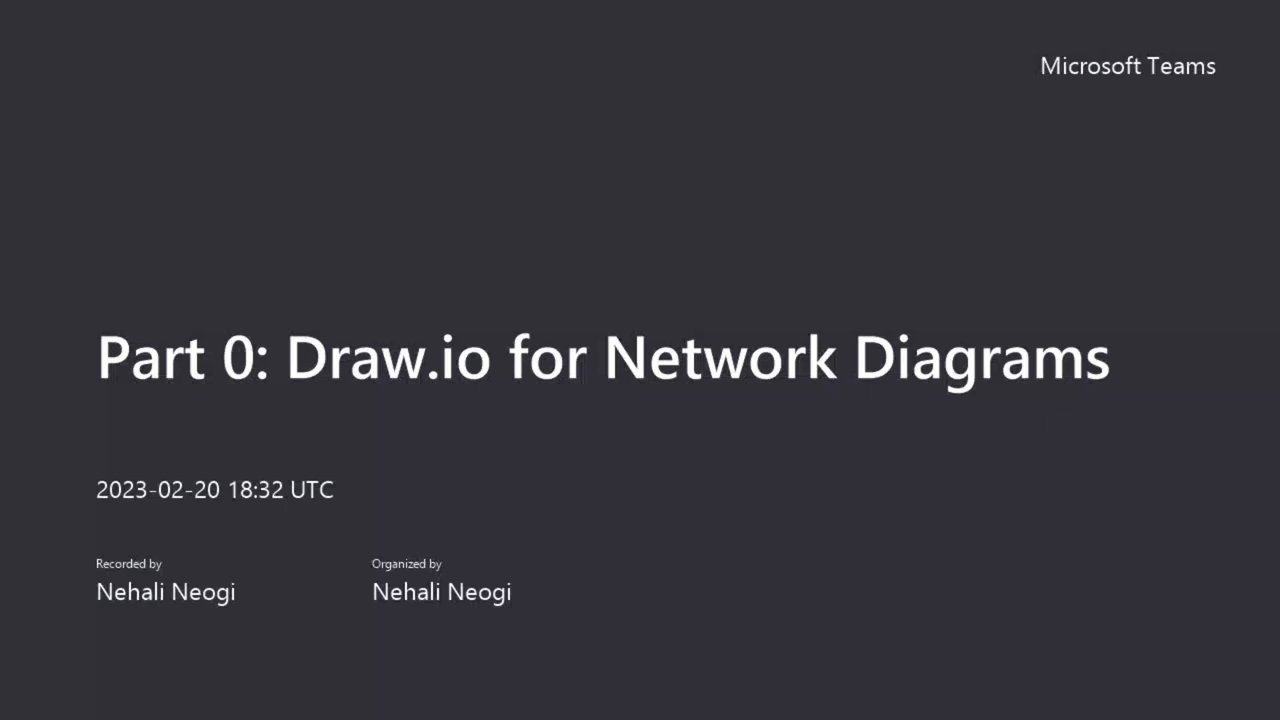 Microsoft Teams
Part 0: Draw.io for Network Diagrams
2023-02-20 18:32 UTC
Recorded by
Nehali Neogi
Organized by
Nehali Neogi